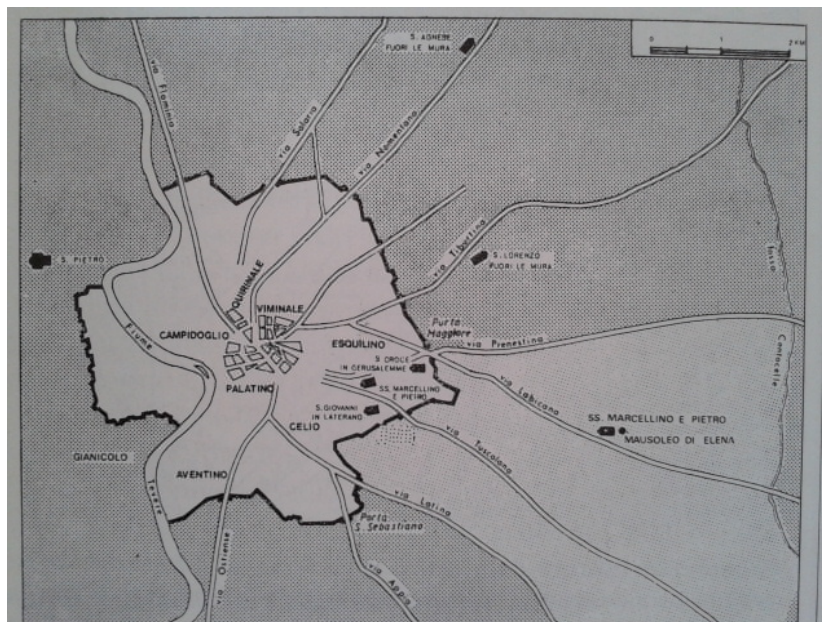 S. AGNESE
FUORI LE MURA
0 1 2 KM
via Flaminia
via Salaria
via Nomentana
via Tiburtina
S. PIETRO
S. LORENZO
FUORI LE MURA
fosso
Centocelle
QUIRINALE
VIMINALE
Fiume
CAMPIDOGLIO
ESQUILINO
Porta
Maggiore
via Prenestina
S. CROCE
IN GERUSALEMME
PALATINO
SS. MARCELLINO
E PIETRO
via Labicana
S. GIOVANNI
IN LATERANO
CELIO
SS. MARCELLINO E PIETRO
MAUSOLEO DI ELENA
via Tuscolana
GIANICOLO
AVENTINO
Tevere
via Latina
Porta
S. Sebastiano
via Ostiense
via Appia